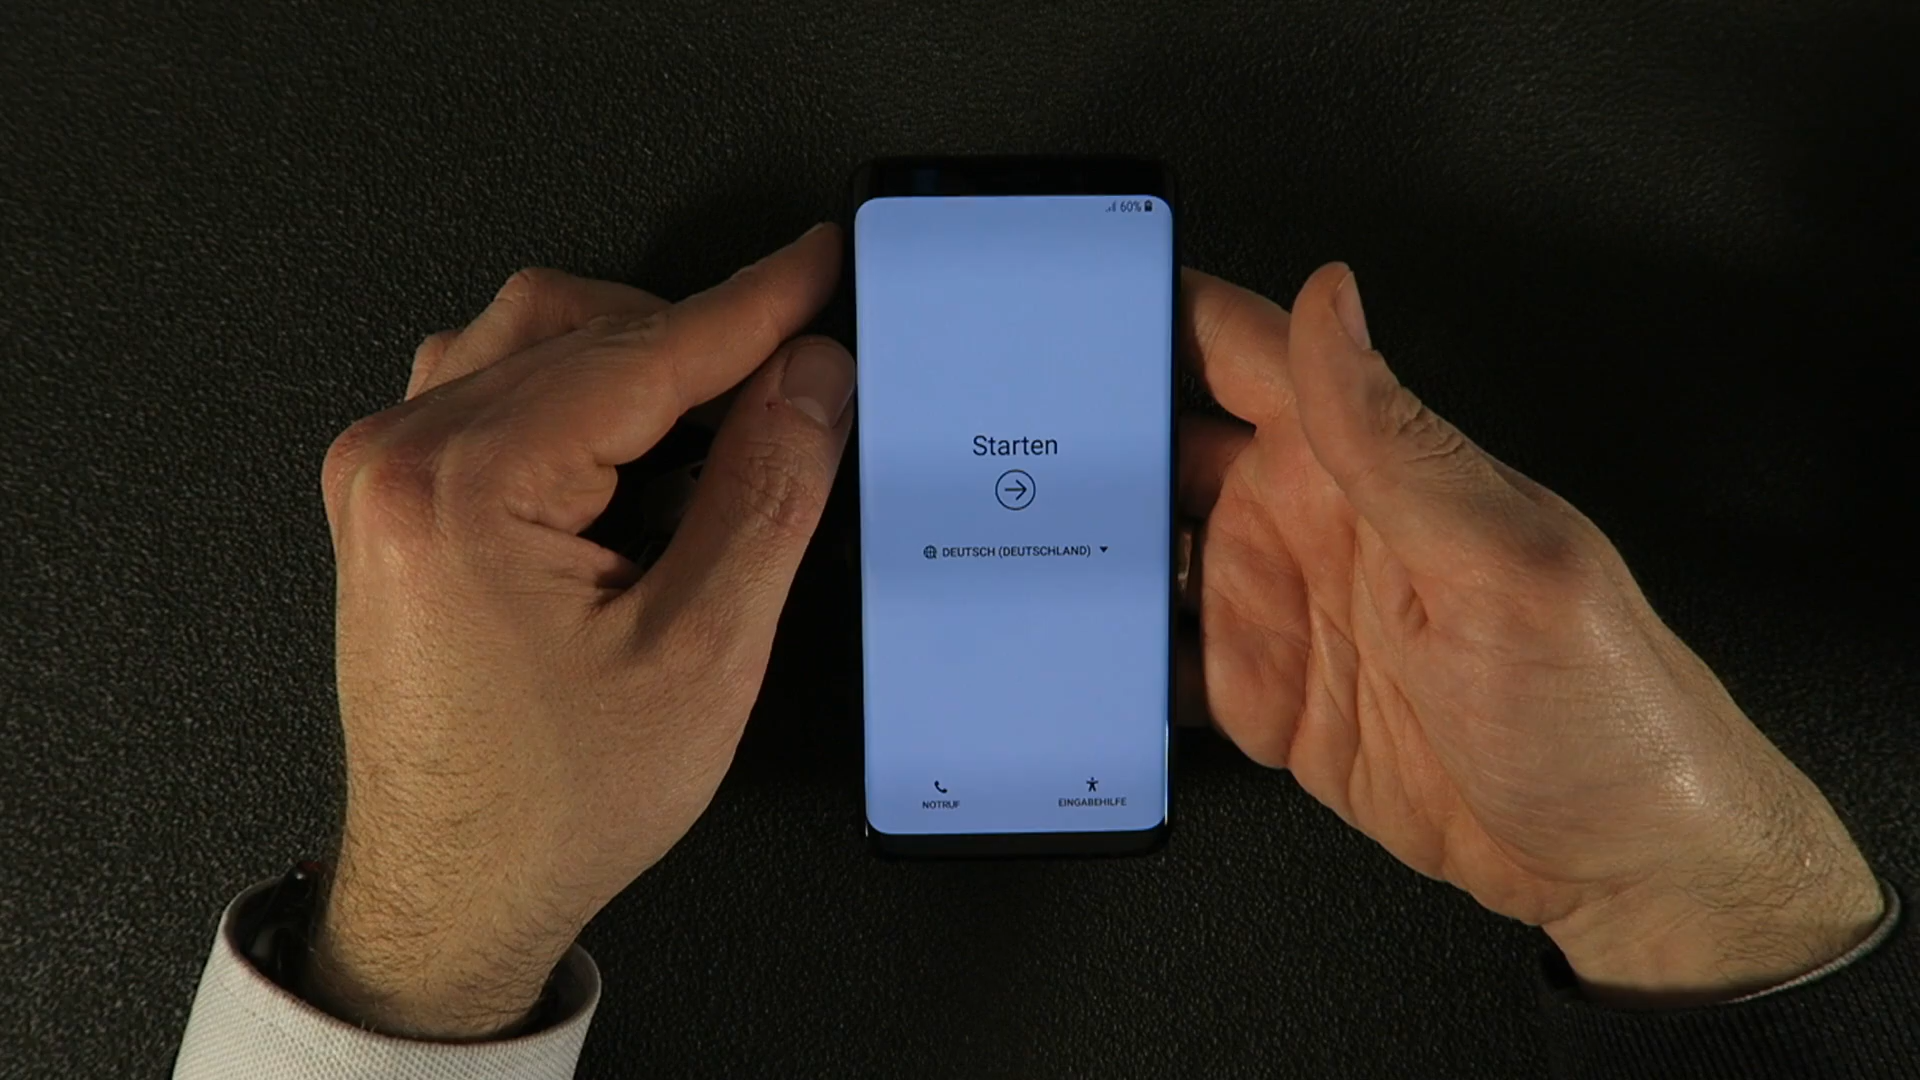 60%
Starten
DEUTSCH (DEUTSCHLAND)
NOTRUF
EINGABEHILFE